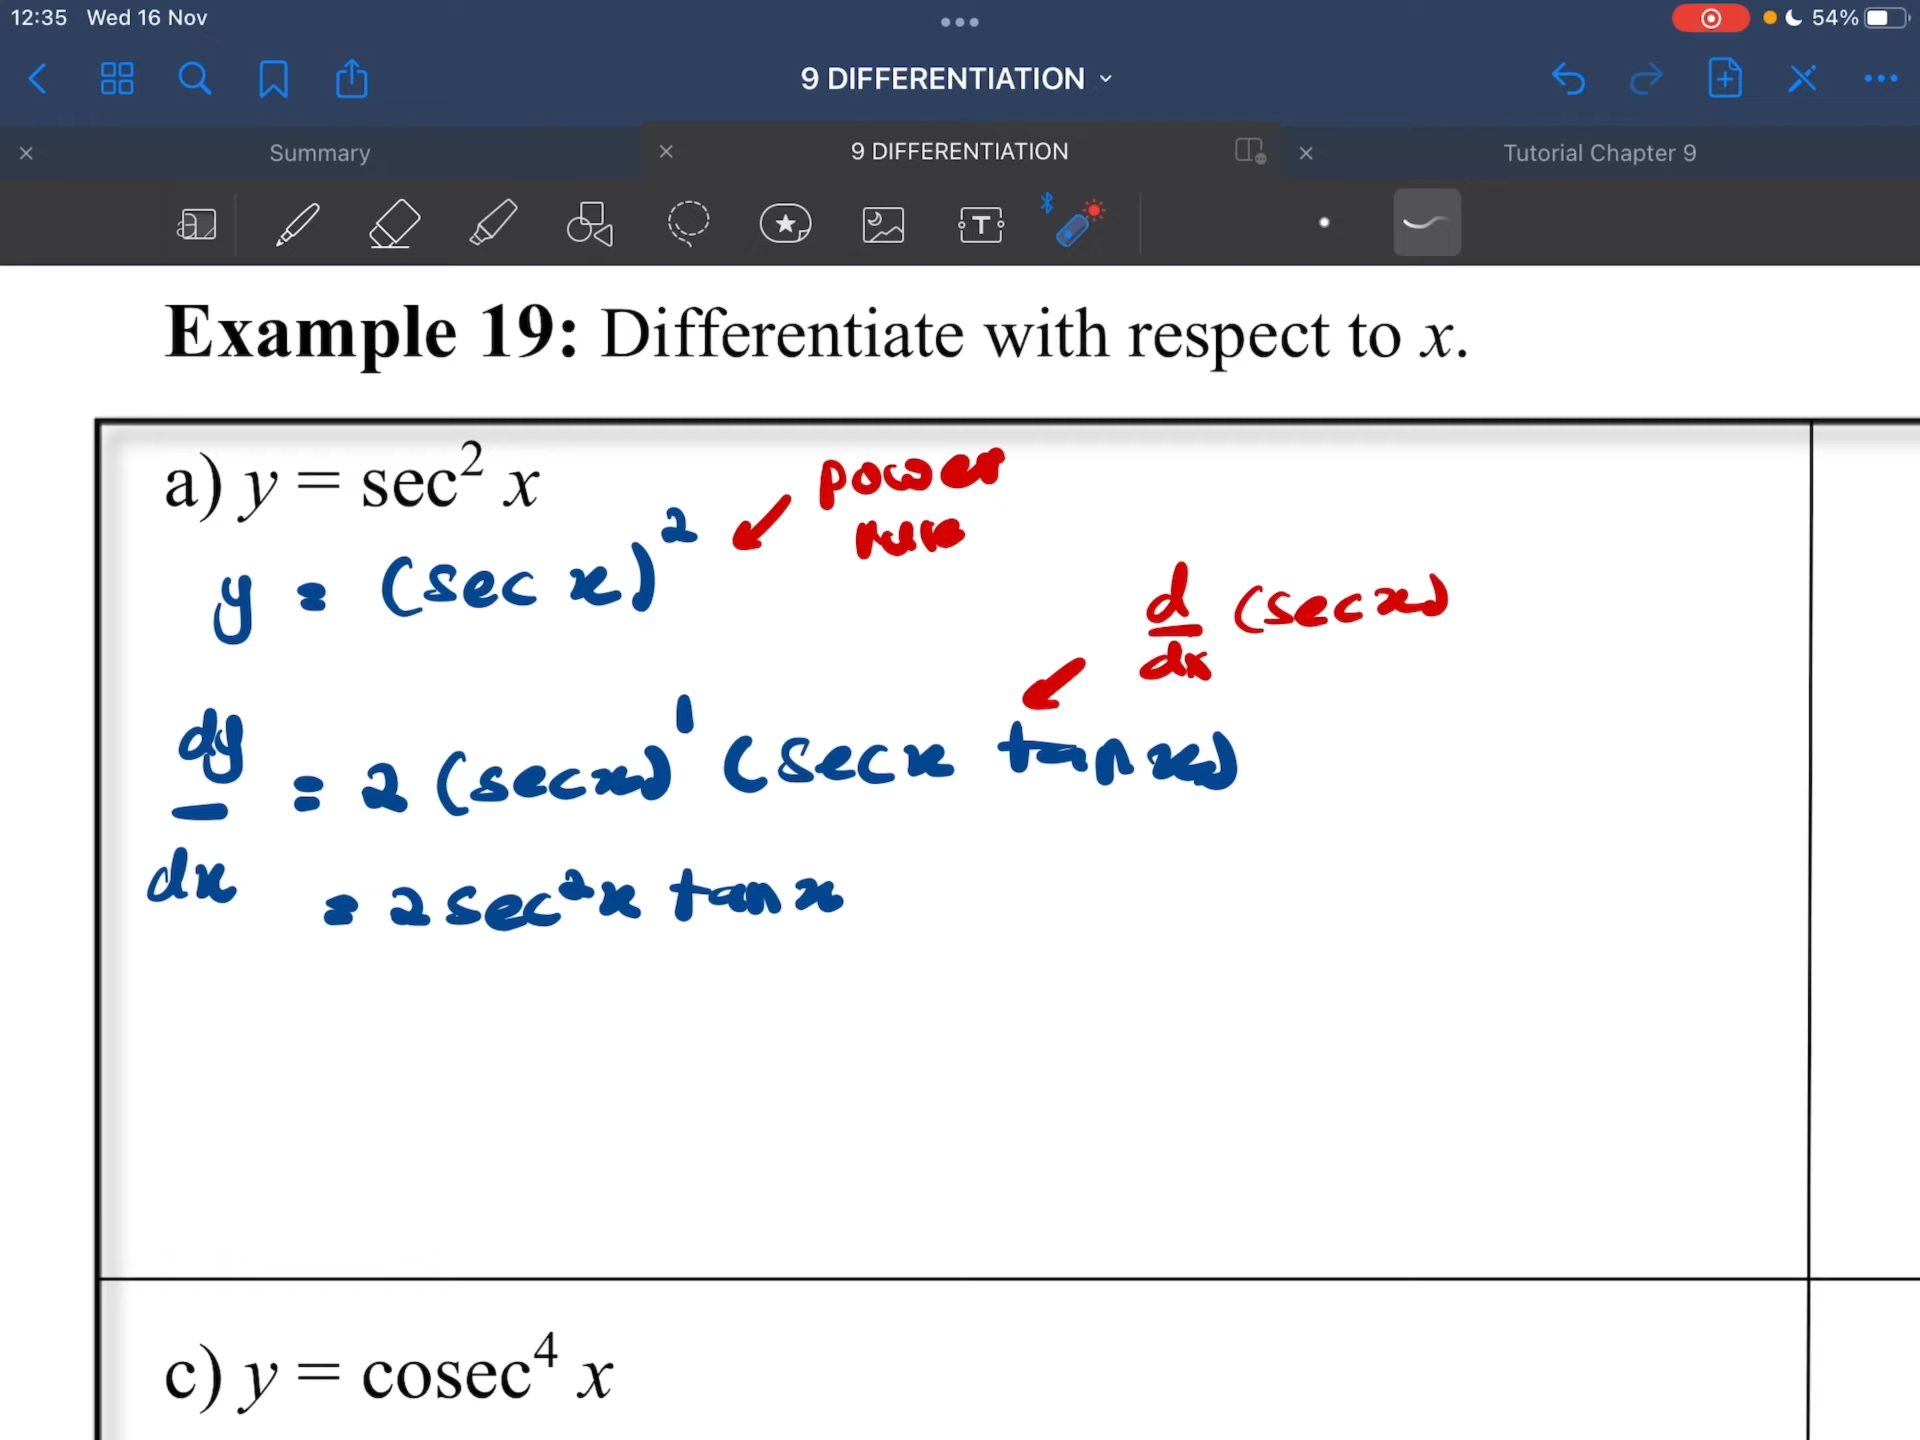 12:35 Wed 16 Nov
54%
9 DIFFERENTIATION
Summary
9 DIFFERENTIATION
Tutorial Chapter 9
Example 19: Differentiate with respect to x.
a) y = sec² x
power
rule
y = (sec x)²
d/dx (sec x)
dy/dx = 2 (sec x)¹ (sec x tan x)
= 2 sec² x tan x
c) y = cosec⁴ x